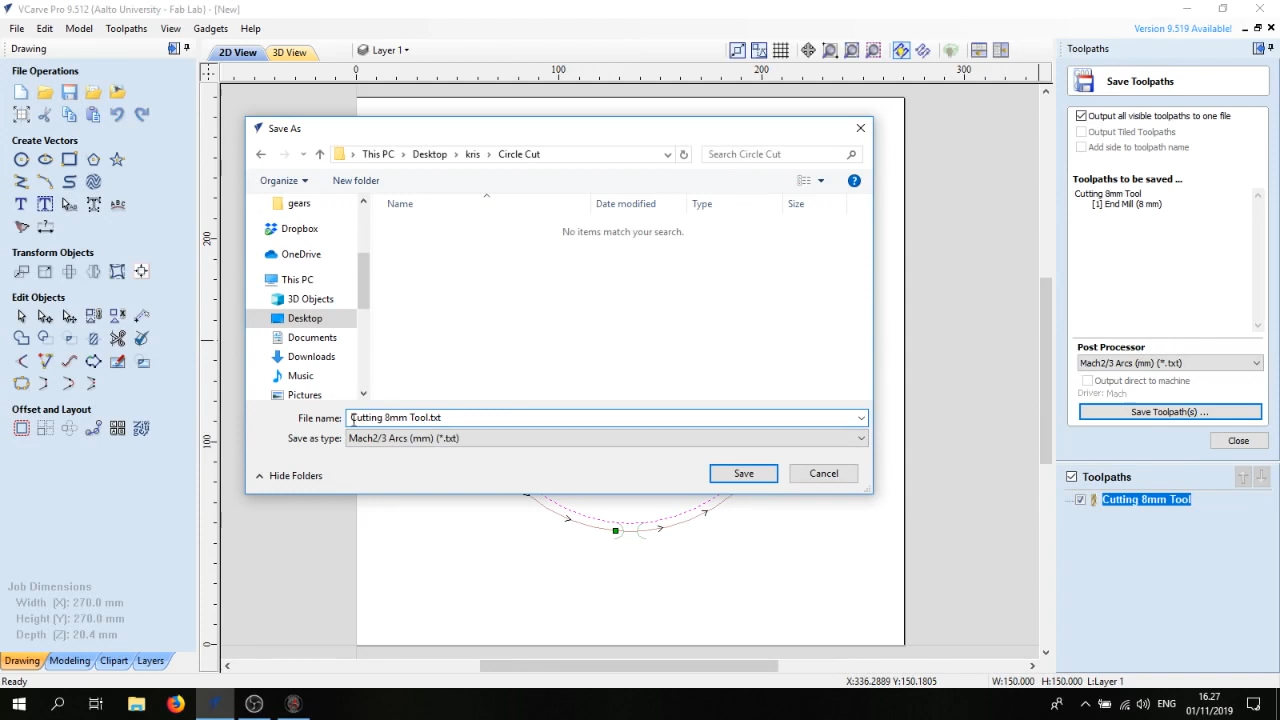 VCarve Pro 9.512 (Aalto University - Fab Lab) - [New]
File Edit Model Toolpaths View Gadgets Help
Version 9.519 Available!
Drawing
2D View 3D View
Layer 1
Toolpaths
File Operations
Create Vectors
Transform Objects
Edit Objects
Offset and Layout
Job Dimensions
Width (X): 270.0 mm
Height (Y): 270.0 mm
Depth (Z): 20.4 mm
Drawing Modeling Clipart Layers
Ready
0 100 200 300
200
100
0
Save As
This PC > Desktop > kris > Circle Cut
Search Circle Cut
Organize New folder
Name Date modified Type Size
No items match your search.
gears
Dropbox
OneDrive
This PC
3D Objects
Desktop
Documents
Downloads
Music
Pictures
File name: Cutting 8mm Tool.txt
Save as type: Mach2/3 Arcs (mm) (*.txt)
Hide Folders
Save Cancel
Save Toolpaths
Output all visible toolpaths to one file
Output Tiled Toolpaths
Add side to toolpath name
Toolpaths to be saved ...
Cutting 8mm Tool
[1] End Mill (8 mm)
Post Processor
Mach2/3 Arcs (mm) (*.txt)
Output direct to machine
Driver: Mach
Save Toolpath(s) ...
Close
Toolpaths
Cutting 8mm Tool
X:336.2889 Y:150.1805
W:150.000 H:150.000 L:Layer 1
ENG
16.27
01/11/2019